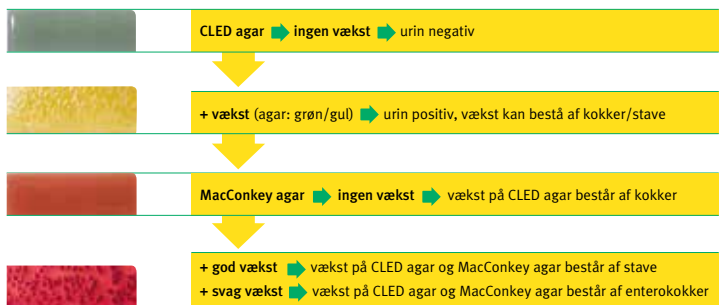 CLED agar ingen vækst urin negativ
+ vækst (agar: grøn/gul) urin positiv, vækst kan bestå af kokker/stave
MacConkey agar ingen vækst vækst på CLED agar består af kokker
+ god vækst vækst på CLED agar og MacConkey agar består af stave
+ svag vækst vækst på CLED agar og MacConkey agar består af enterokokker